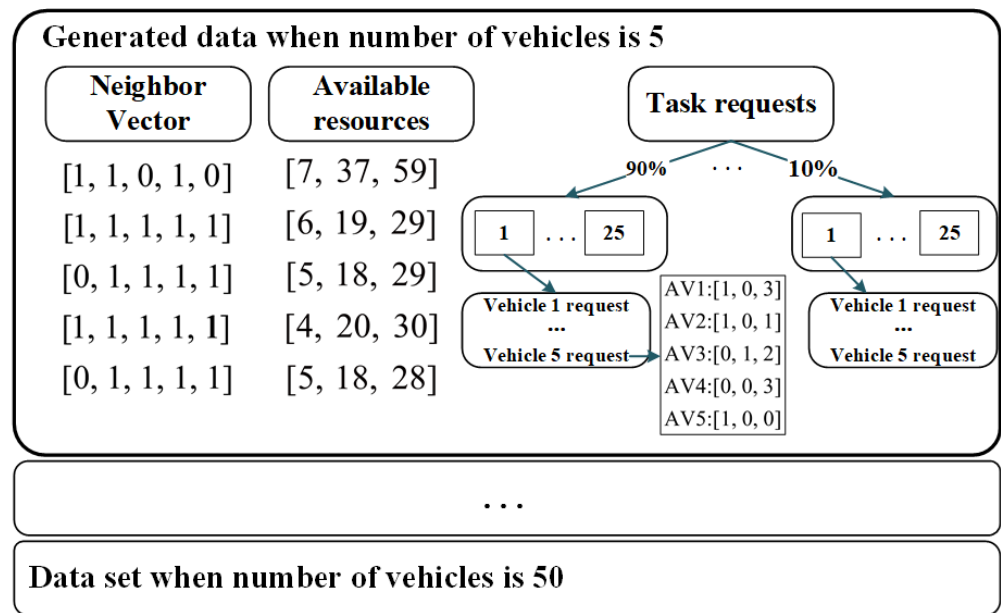 Generated data when number of vehicles is 5
Neighbor
Vector
[1, 1, 0, 1, 0]
[1, 1, 1, 1, 1]
[0, 1, 1, 1, 1]
[1, 1, 1, 1, 1]
[0, 1, 1, 1, 1]
Available
resources
[7, 37, 59]
[6, 19, 29]
[5, 18, 29]
[4, 20, 30]
[5, 18, 28]
Task requests
90%
. . .
10%
1 . . . 25
Vehicle 1 request
...
Vehicle 5 request
AV1:[1, 0, 3]
AV2:[1, 0, 1]
AV3:[0, 1, 2]
AV4:[0, 0, 3]
AV5:[1, 0, 0]
1 . . . 25
Vehicle 1 request
...
Vehicle 5 request
. . .
Data set when number of vehicles is 50